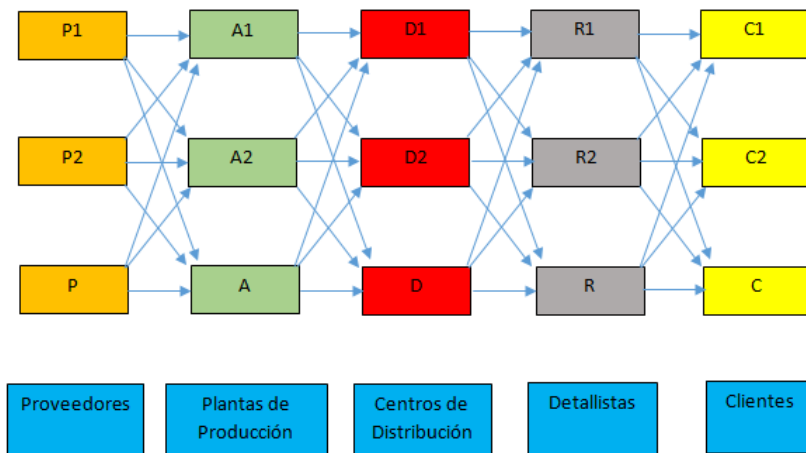 P1 A1 D1 R1 C1
P2 A2 D2 R2 C2
P A D R C
Proveedores Plantas de Centros de Detallistas Clientes
Producción Distribución